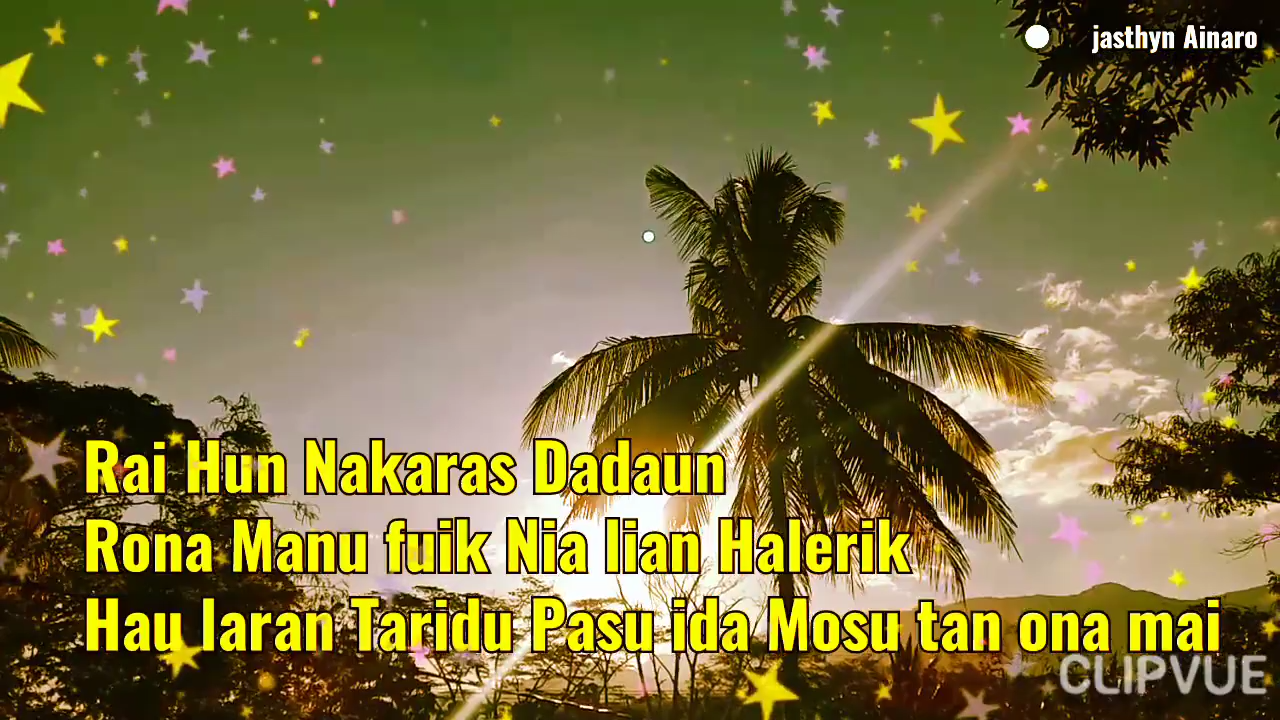 jasthyn Ainaro
Rai Hun Nakaras Dadaun
Rona Manu fuik Nia lian Halerik
Hau laran Taridu Pasu ida Mosu tan ona mai
CLIPVUE